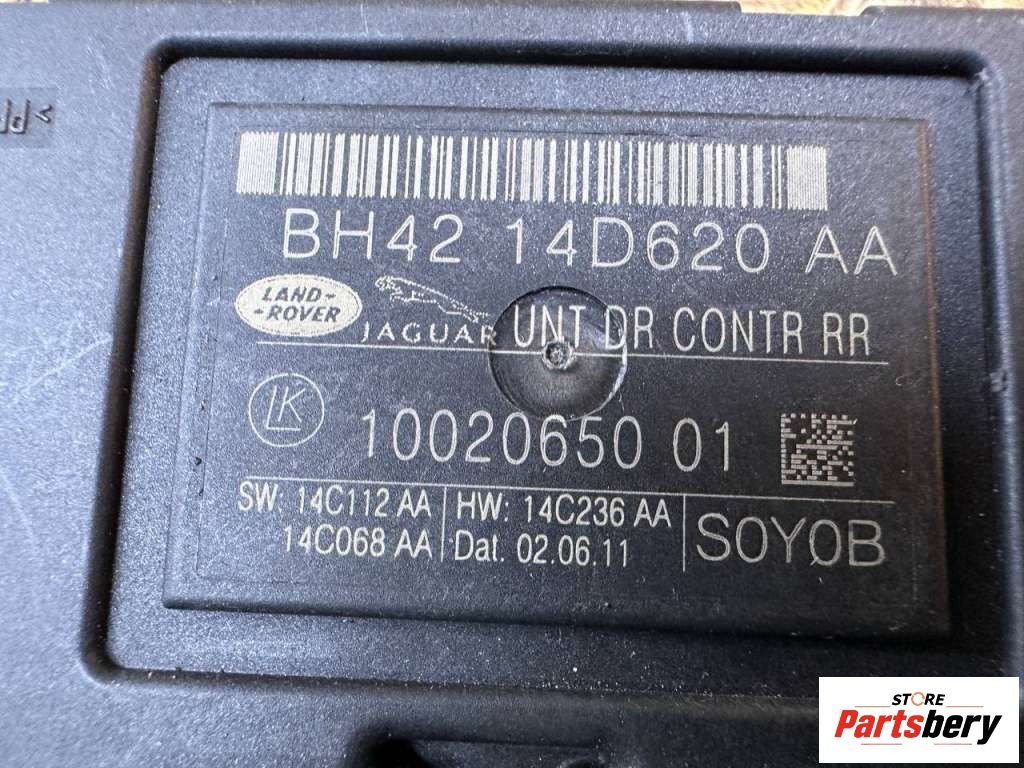 BH42 14D620 AA
LAND-
-ROVER
JAGUAR UNT DR CONTR RR
LK
10020650 01
SW: 14C112 AA
14C068 AA
HW: 14C236 AA
Dat. 02.06.11
S0Y0B
STORE
Partsbery